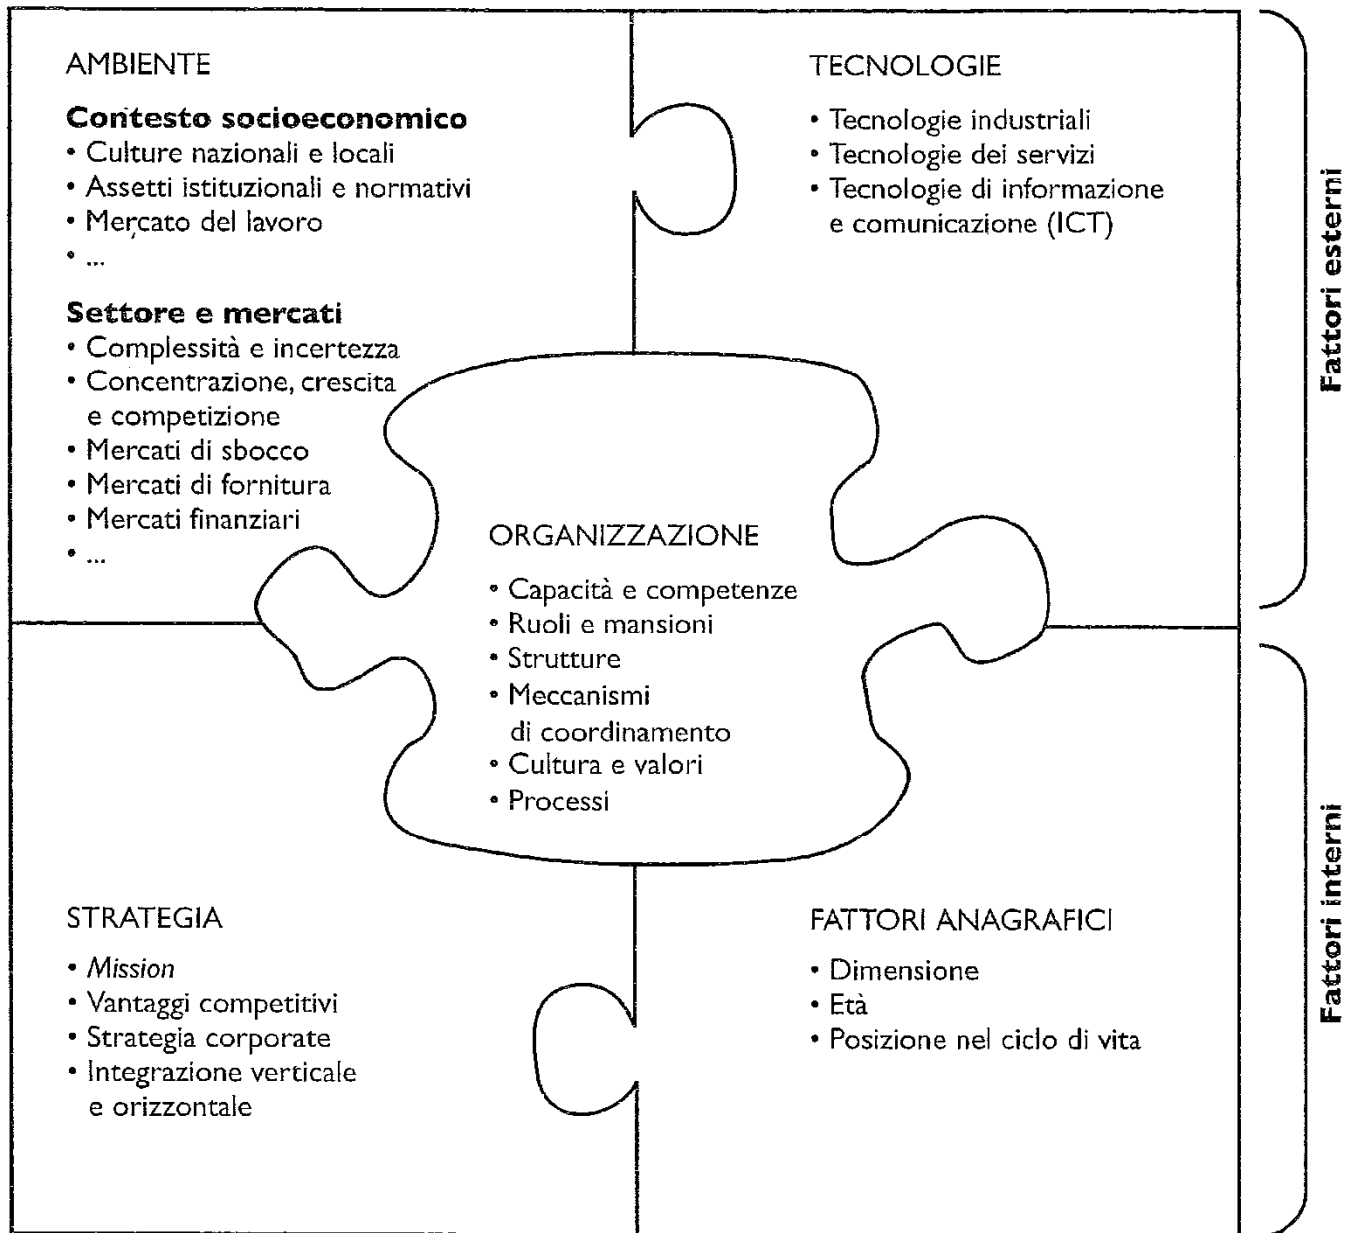 AMBIENTE
Contesto socioeconomico
• Culture nazionali e locali
• Assetti istituzionali e normativi
• Mercato del lavoro
• ...
Settore e mercati
• Complessità e incertezza
• Concentrazione, crescita
e competizione
• Mercati di sbocco
• Mercati di fornitura
• Mercati finanziari
• ...
TECNOLOGIE
• Tecnologie industriali
• Tecnologie dei servizi
• Tecnologie di informazione
e comunicazione (ICT)
Fattori esterni
ORGANIZZAZIONE
• Capacità e competenze
• Ruoli e mansioni
• Strutture
• Meccanismi
di coordinamento
• Cultura e valori
• Processi
STRATEGIA
• Mission
• Vantaggi competitivi
• Strategia corporate
• Integrazione verticale
e orizzontale
FATTORI ANAGRAFICI
• Dimensione
• Età
• Posizione nel ciclo di vita
Fattori interni